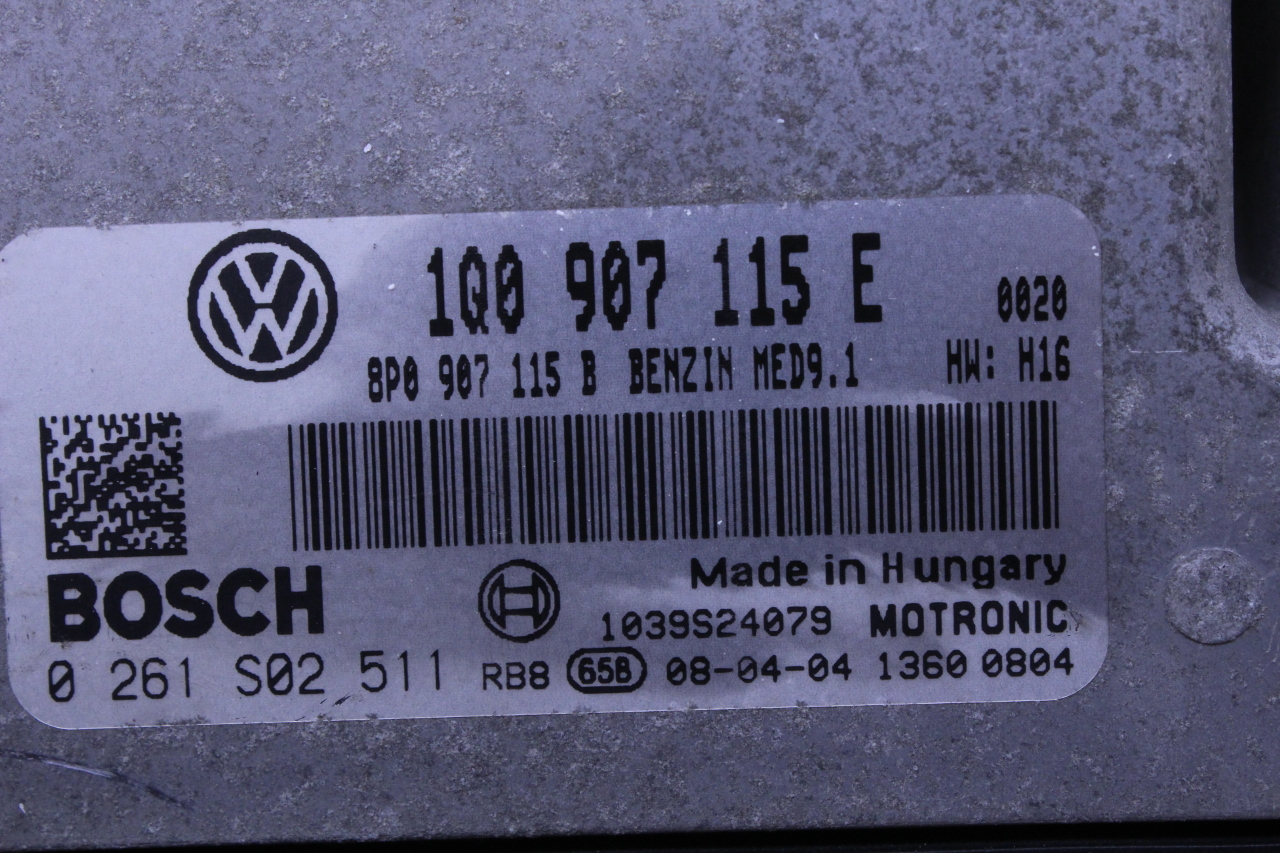 1Q0 907 115 E
0020
8P0 907 115 B BENZIN MED9.1 HW: H16
Made in Hungary
BOSCH
1039S24079 MOTRONIC
0 261 S02 511 RB8 65B 08-04-04 1360 0804